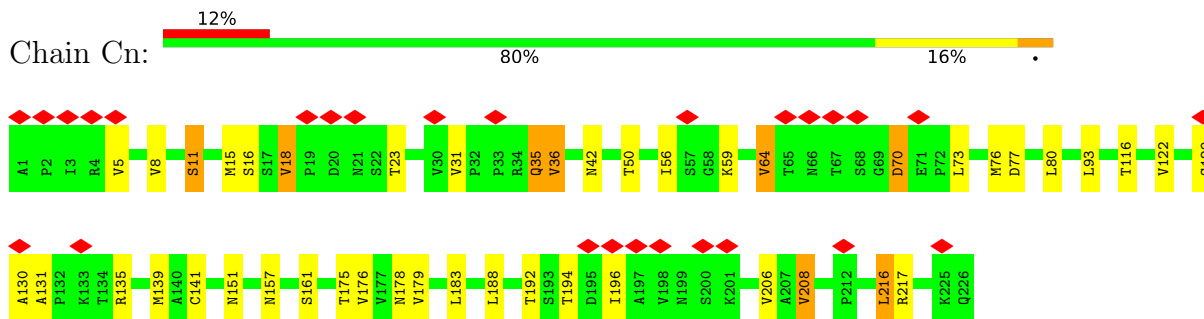 12%
Chain Cn:
80% 16% .
A1 P2 I3 R4 V5 V8 S11 M15 S16 S17 V18 P19 D20 N21 S22 T23 V30 V31 P32 P33 R34 Q35 V36 N42 T50 I56 S57 G58 K59 V64 T65 N66 T67 S68 G69 D70 E71 P72 L73 M76 D77 L80 L93 T116 V122
A130 A131 P132 K133 T134 R135 M139 A140 C141 N151 N157 S161 T175 V176 V177 N178 V179 L183 L188 T192 S193 T194 D195 I196 A197 V198 N199 S200 K201 V206 A207 V208 P212 L216 R217 K225 Q226